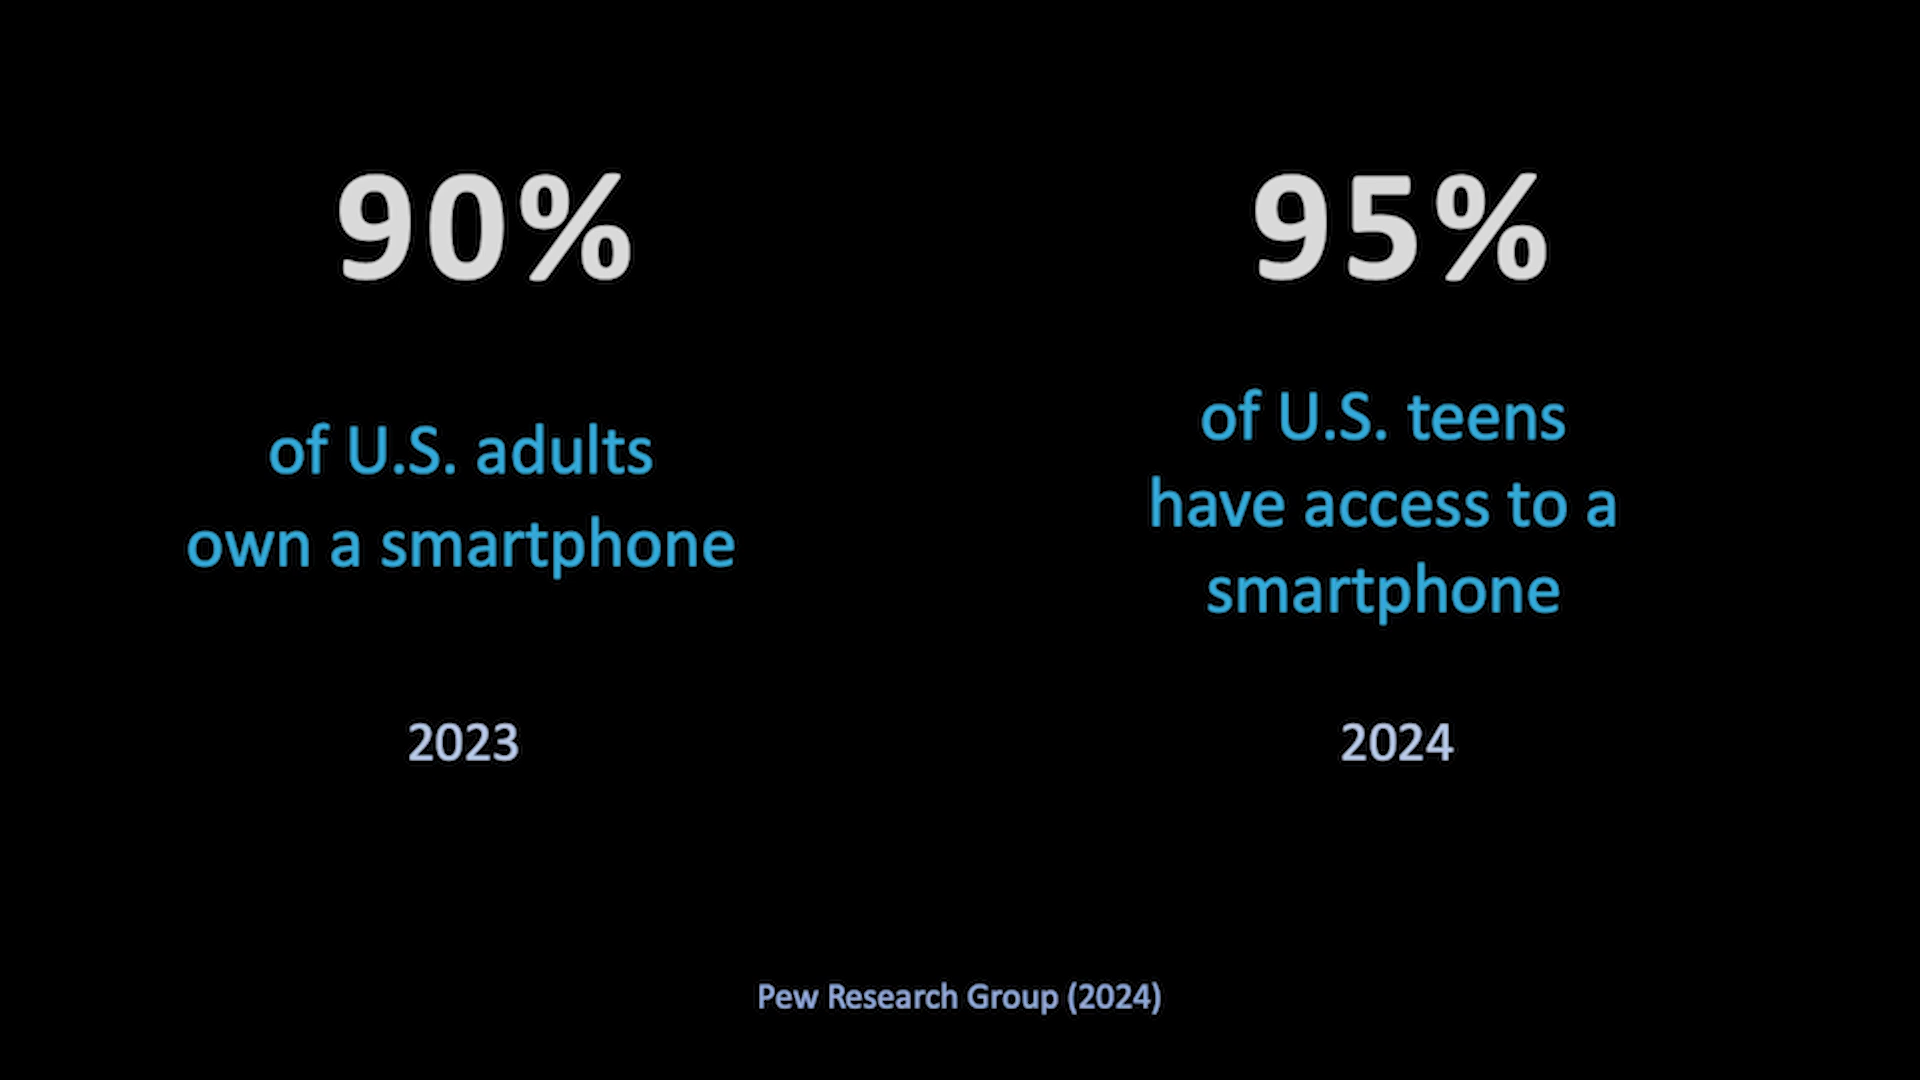 90%
of U.S. adults
own a smartphone
2023
95%
of U.S. teens
have access to a
smartphone
2024
Pew Research Group (2024)